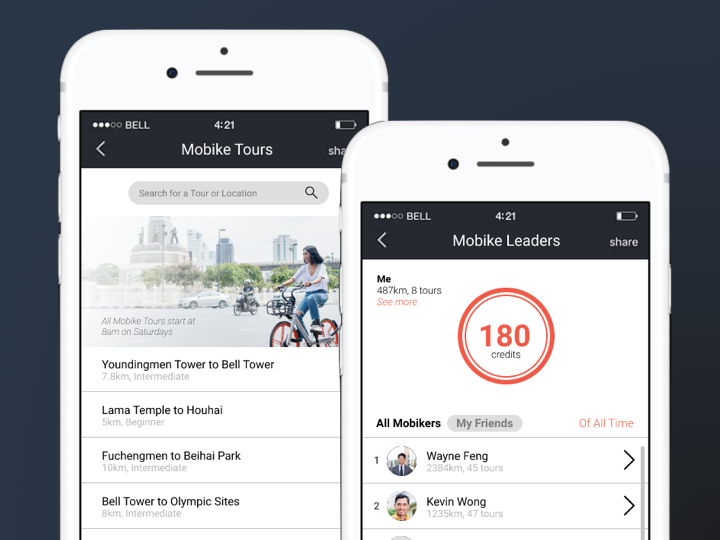 BELL 4:21
Mobike Tours
sha
Search for a Tour or Location
All Mobike Tours start at
8am on Saturdays
Youndingmen Tower to Bell Tower
7.8km, Intermediate
Lama Temple to Houhai
5km, Beginner
Fuchengmen to Beihai Park
10km, Intermediate
Bell Tower to Olympic Sites
8km, Intermediate
BELL 4:21
Mobike Leaders
share
Me
487km, 8 tours
See more
180
credits
All Mobikers My Friends Of All Time
1 Wayne Feng
2384km, 45 tours
2 Kevin Wong
1235km, 47 tours